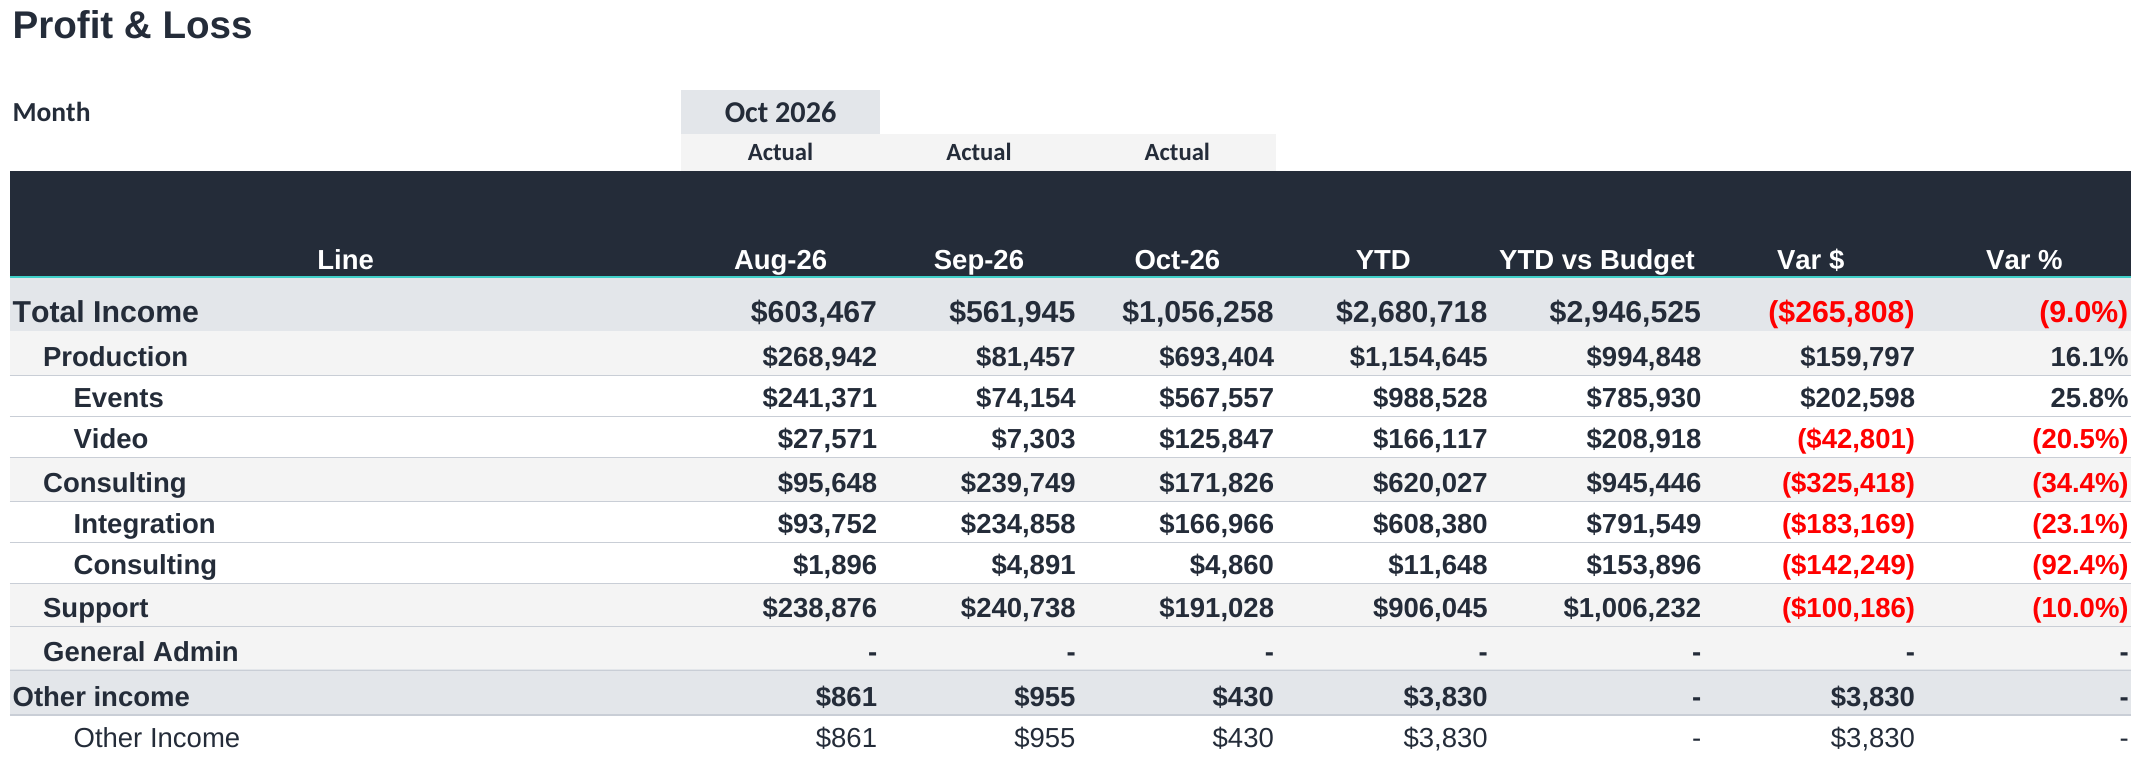 Profit & Loss
Month Oct 2026
Actual Actual Actual
Line Aug-26 Sep-26 Oct-26 YTD YTD vs Budget Var $ Var %
Total Income $603,467 $561,945 $1,056,258 $2,680,718 $2,946,525 ($265,808) (9.0%)
Production $268,942 $81,457 $693,404 $1,154,645 $994,848 $159,797 16.1%
Events $241,371 $74,154 $567,557 $988,528 $785,930 $202,598 25.8%
Video $27,571 $7,303 $125,847 $166,117 $208,918 ($42,801) (20.5%)
Consulting $95,648 $239,749 $171,826 $620,027 $945,446 ($325,418) (34.4%)
Integration $93,752 $234,858 $166,966 $608,380 $791,549 ($183,169) (23.1%)
Consulting $1,896 $4,891 $4,860 $11,648 $153,896 ($142,249) (92.4%)
Support $238,876 $240,738 $191,028 $906,045 $1,006,232 ($100,186) (10.0%)
General Admin - - - - - - -
Other income $861 $955 $430 $3,830 - $3,830 -
Other Income $861 $955 $430 $3,830 - $3,830 -